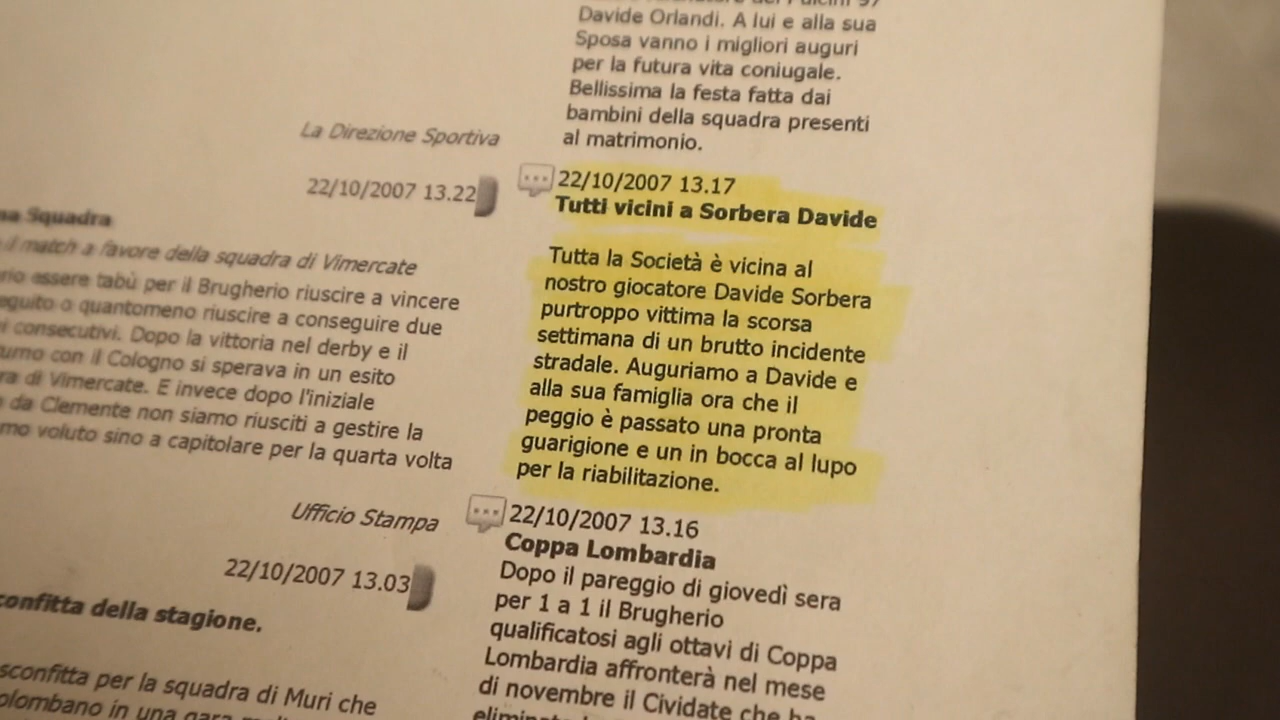 Davide Orlandi. A lui e alla sua
Sposa vanno i migliori auguri
per la futura vita coniugale.
Bellissima la festa fatta dai
bambini della squadra presenti
al matrimonio.
22/10/2007 13.17
Tutti vicini a Sorbera Davide
Tutta la Società è vicina al
nostro giocatore Davide Sorbera
purtroppo vittima la scorsa
settimana di un brutto incidente
stradale. Auguriamo a Davide e
alla sua famiglia ora che il
peggio è passato una pronta
guarigione e un in bocca al lupo
per la riabilitazione.
22/10/2007 13.16
Coppa Lombardia
Dopo il pareggio di giovedì sera
per 1 a 1 il Brugherio
qualificatosi agli ottavi di Coppa
Lombardia affronterà nel mese
di novembre il Cividate che
La Direzione Sportiva
22/10/2007 13.22
Squadra
il match a favore della squadra di Vimercate
essere tabù per il Brugherio riuscire a vincere
o quantomeno riuscire a conseguire due
consecutivi. Dopo la vittoria nel derby e il
con il Cologno si sperava in un esito
di Vimercate. E invece dopo l'iniziale
da Clemente non siamo riusciti a gestire la
voluto sino a capitolare per la quarta volta
Ufficio Stampa
22/10/2007 13.03
sconfitta della stagione.
sconfitta per la squadra di Muri che
in una gara